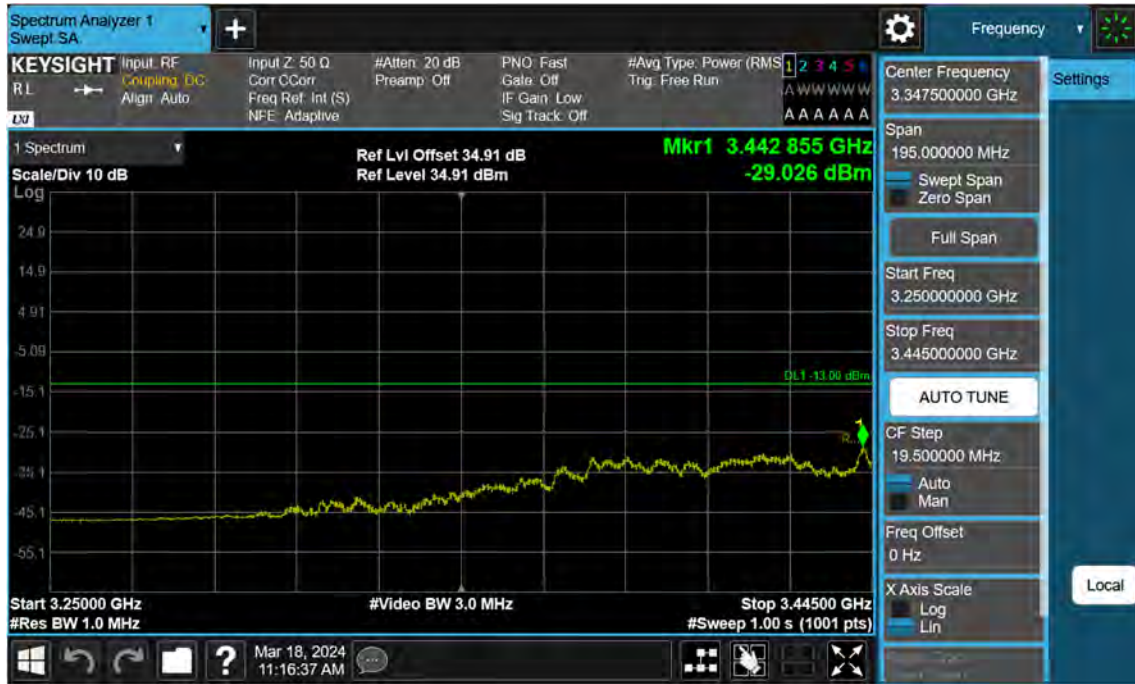 Spectrum Analyzer 1
Swept SA
+
Frequency
KEYSIGHT
RL
LXI
Input: RF
Coupling: DC
Align: Auto
Input Z: 50 Ω
Corr CCorr
Freq Ref: Int (S)
NFE: Adaptive
#Atten: 20 dB
Preamp: Off
PNO: Fast
Gate: Off
IF Gain: Low
Sig Track: Off
#Avg Type: Power (RMS
Trig: Free Run
1 2 3 4 5 6
A W W W W W
A A A A A A
1 Spectrum
Scale/Div 10 dB
Ref Lvl Offset 34.91 dB
Ref Level 34.91 dBm
Mkr1 3.442 855 GHz
-29.026 dBm
Log
24.9
14.9
4.91
-5.09
-15.1
-25.1
-35.1
-45.1
-55.1
DL1 -13.00 dBm
1
R...
Start 3.25000 GHz
#Res BW 1.0 MHz
#Video BW 3.0 MHz
Stop 3.44500 GHz
#Sweep 1.00 s (1001 pts)
Center Frequency
3.347500000 GHz
Span
195.000000 MHz
Swept Span
Zero Span
Full Span
Start Freq
3.250000000 GHz
Stop Freq
3.445000000 GHz
AUTO TUNE
CF Step
19.500000 MHz
Auto
Man
Freq Offset
0 Hz
X Axis Scale
Log
Lin
Settings
Local
?
Mar 18, 2024
11:16:37 AM